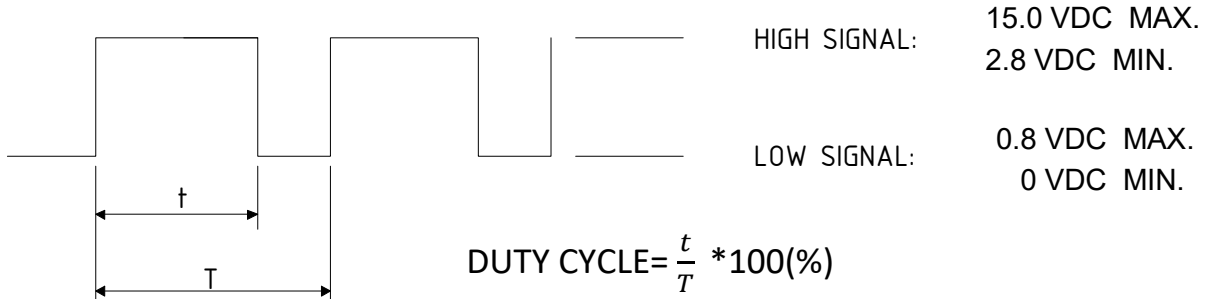 HIGH SIGNAL: 15.0 VDC MAX.
2.8 VDC MIN.
LOW SIGNAL: 0.8 VDC MAX.
0 VDC MIN.
t
T
DUTY CYCLE= t/T *100(%)